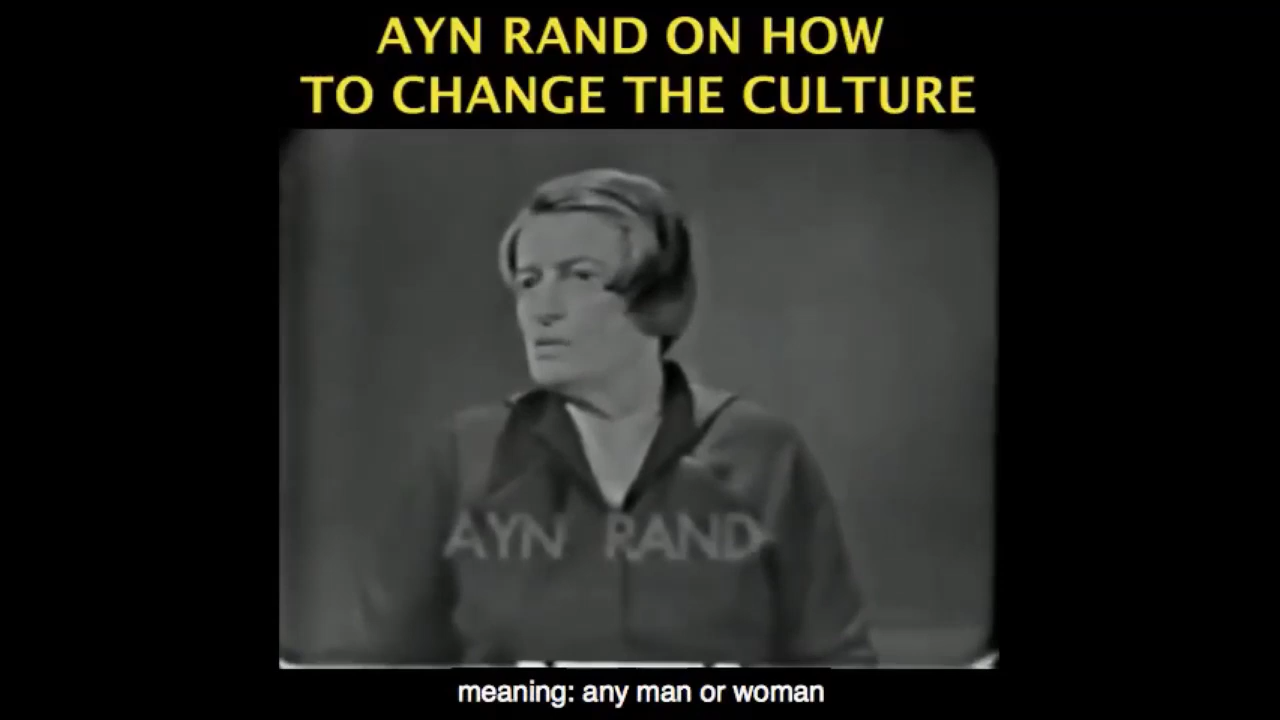 AYN RAND ON HOW
TO CHANGE THE CULTURE
AYN RAND
meaning: any man or woman